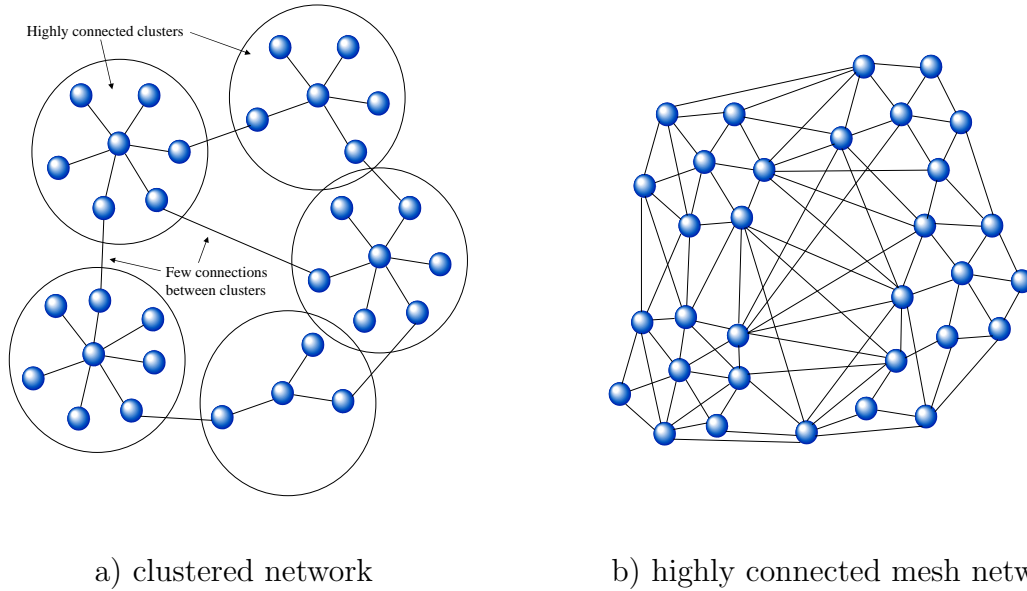 Highly connected clusters
Few connections
between clusters
a) clustered network
b) highly connected mesh netw